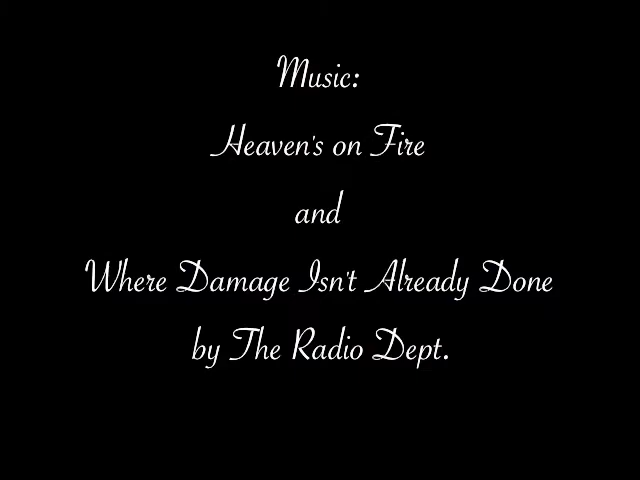 Music:
Heaven's on Fire
and
Where Damage Isn't Already Done
by The Radio Dept.